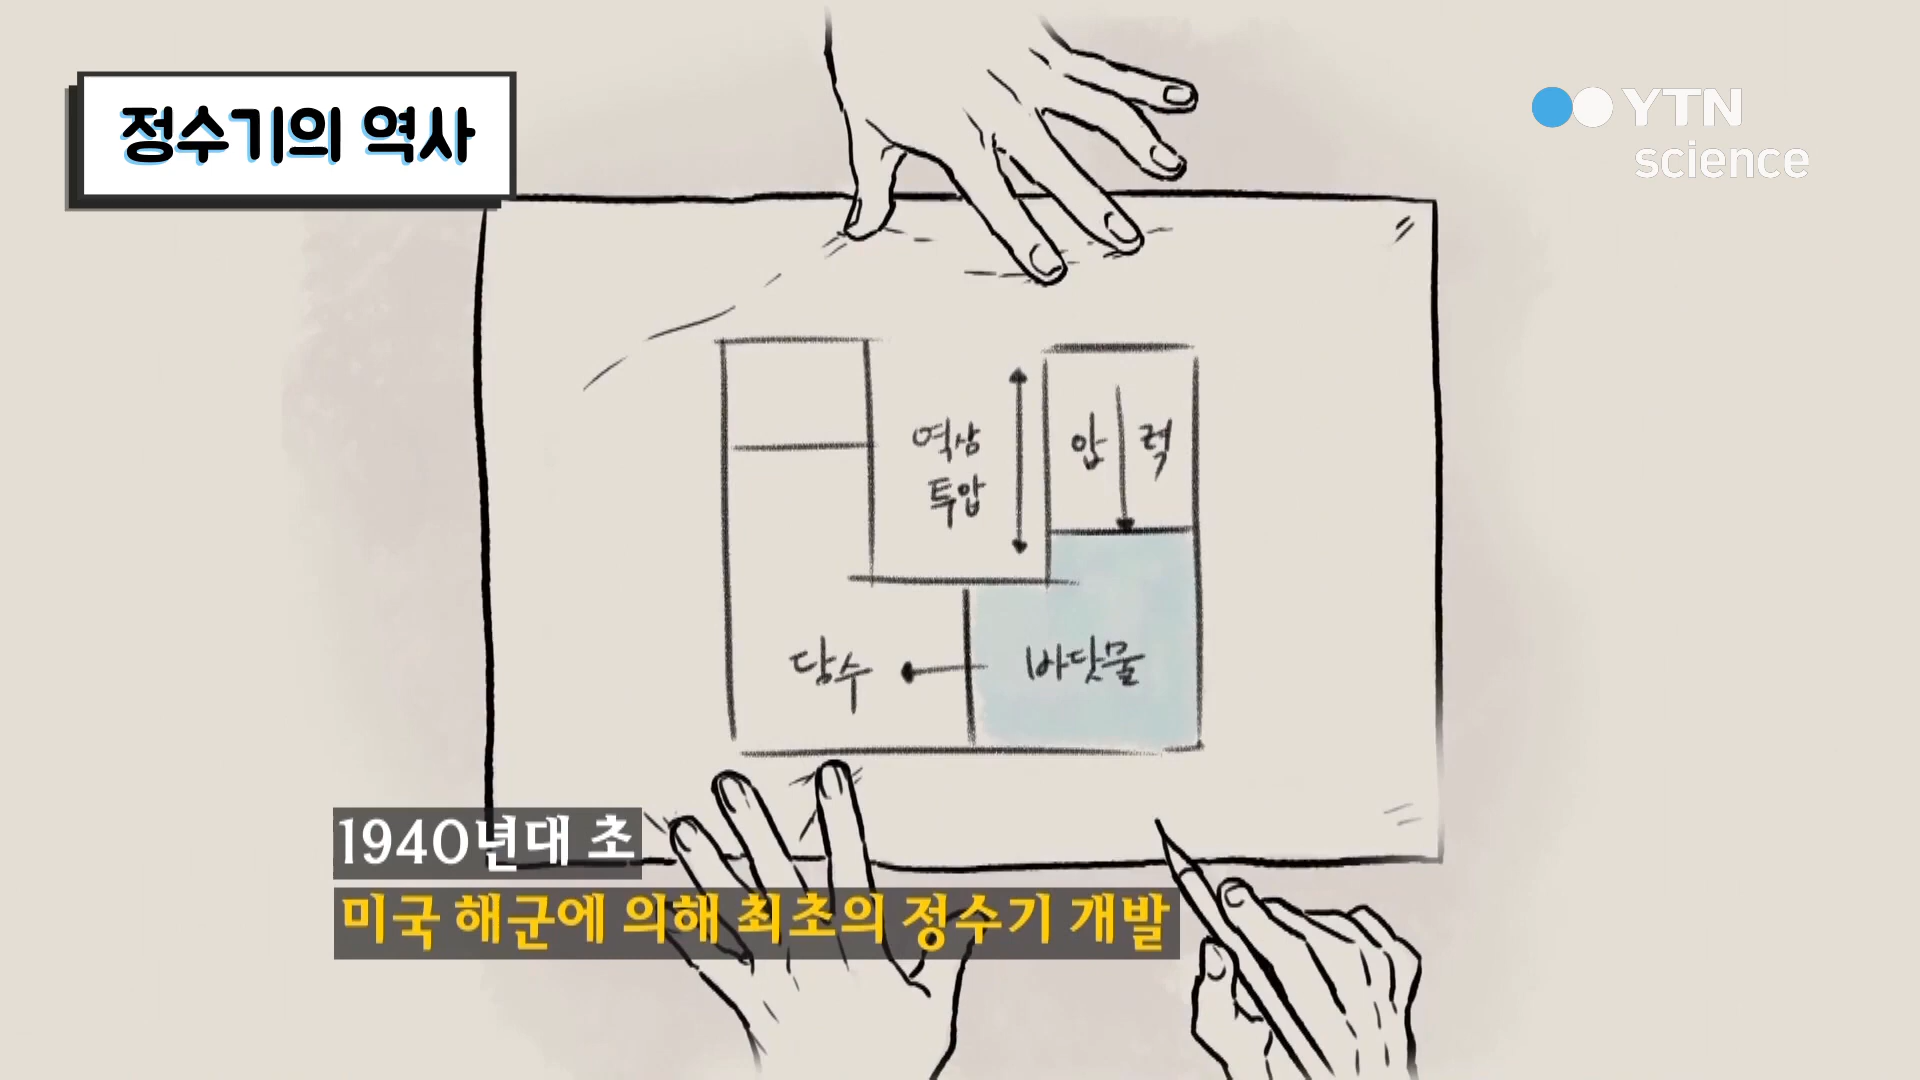 정수기의 역사
YTN
science
역상
투압
압력
당수
바닷물
1940년대 초
미국 해군에 의해 최초의 정수기 개발